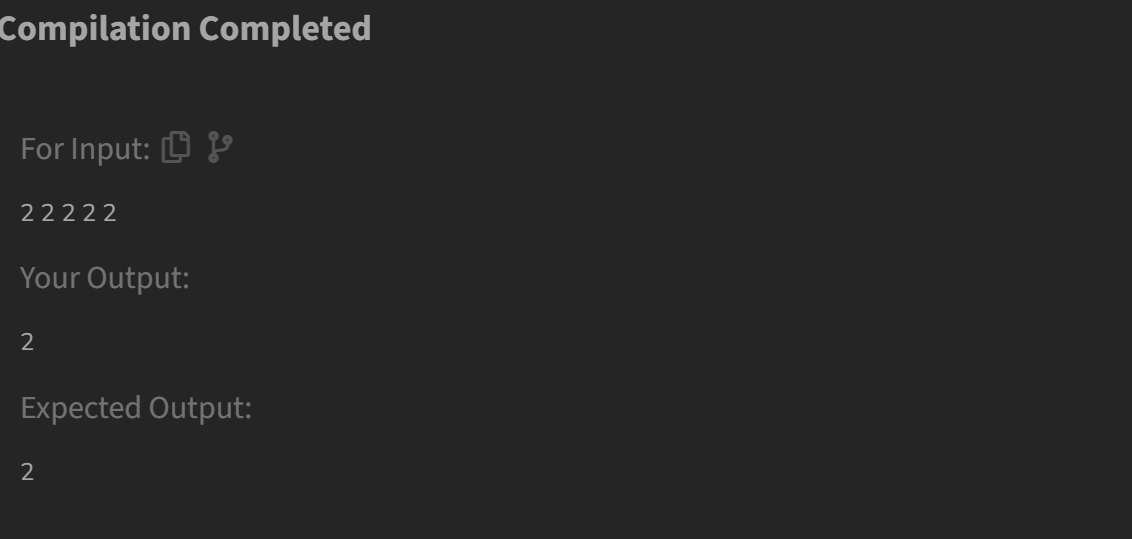 Compilation Completed
For Input:
2 2 2 2 2
Your Output:
2
Expected Output:
2